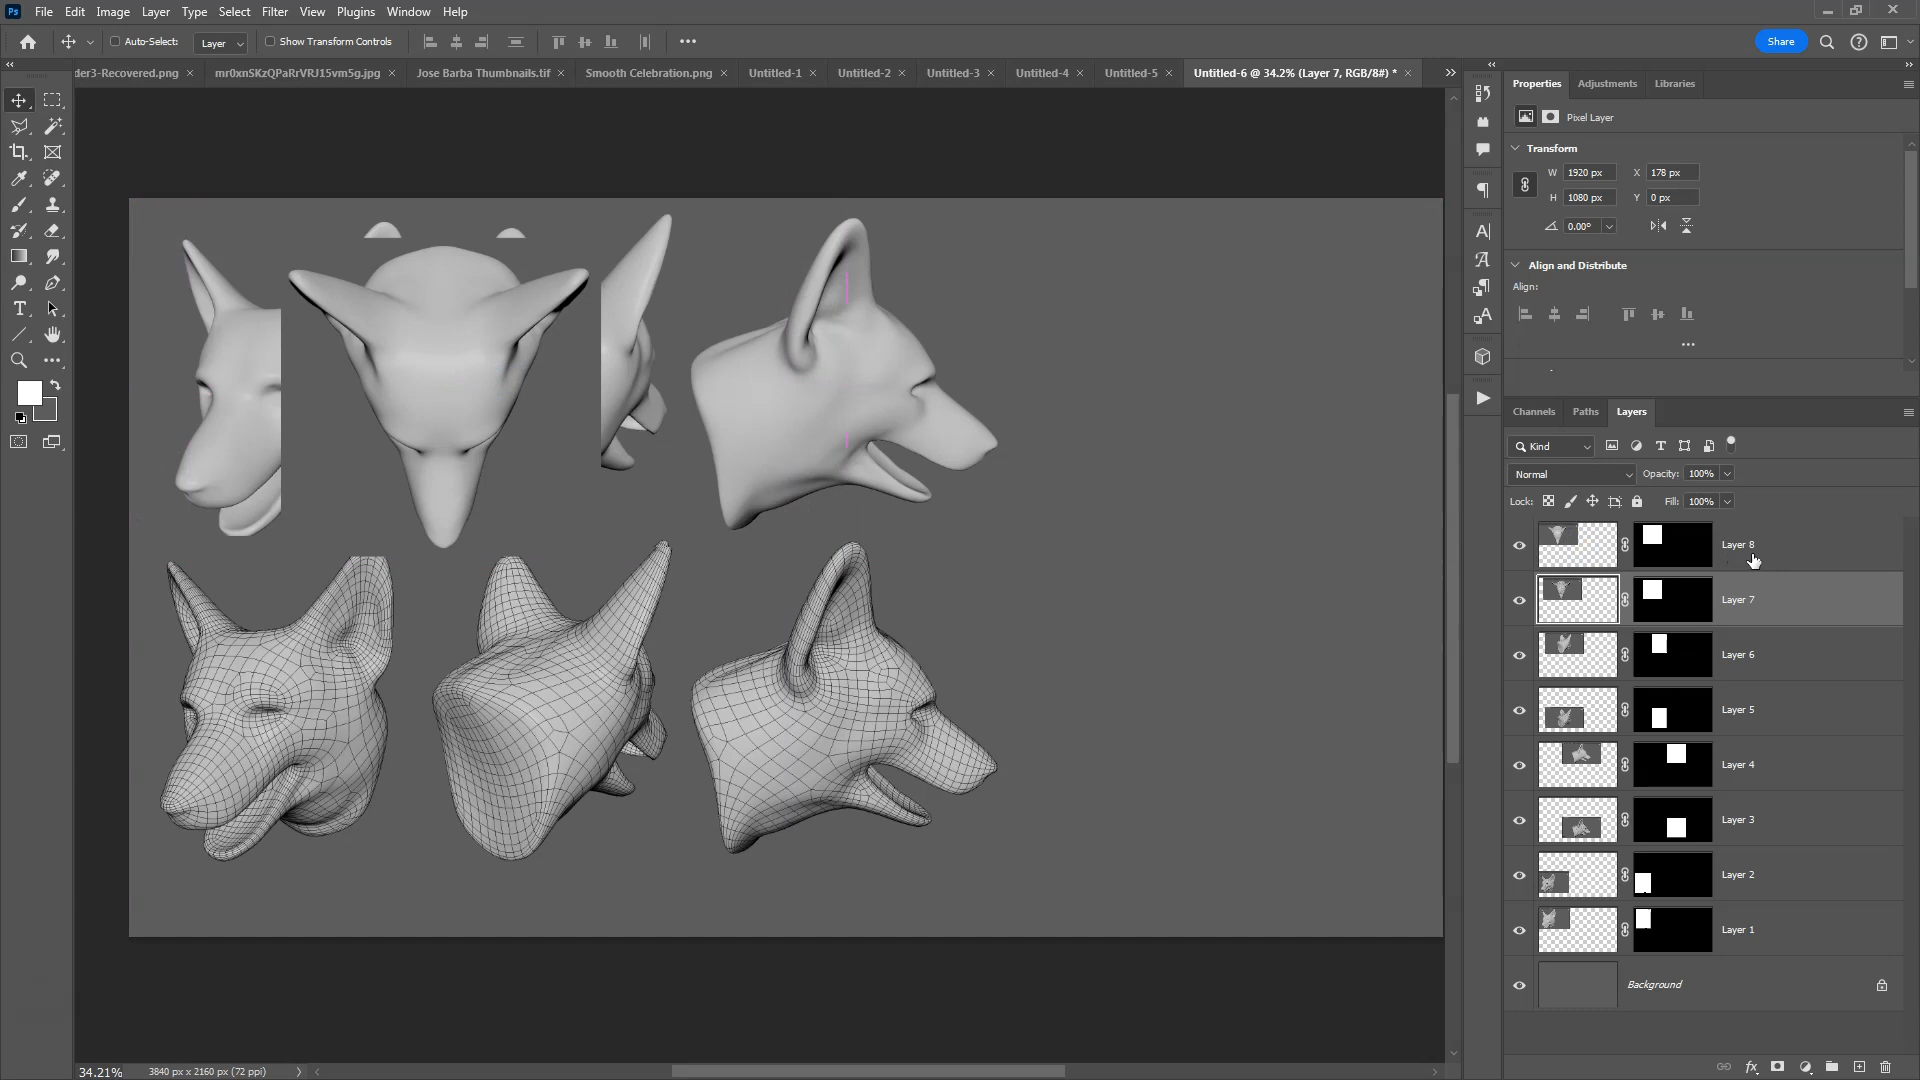 Ps File Edit Image Layer Type Select Filter View Plugins Window Help
Auto-Select: Layer Show Transform Controls Share
der3-Recovered.png mr0xnSKzQPaRrVRJ15vm5g.jpg Jose Barba Thumbnails.tif Smooth Celebration.png Untitled-1 Untitled-2 Untitled-3 Untitled-4 Untitled-5 Untitled-6 @ 34.2% (Layer 7, RGB/8#) *
Properties Adjustments Libraries
Pixel Layer
Transform
W 1920 px X 178 px
H 1080 px Y 0 px
0.00°
Align and Distribute
Align:
Channels Paths Layers
Kind
Normal Opacity: 100%
Lock: Fill: 100%
Layer 8
Layer 7
Layer 6
Layer 5
Layer 4
Layer 3
Layer 2
Layer 1
Background
34.21% 3840 px x 2160 px (72 ppi)